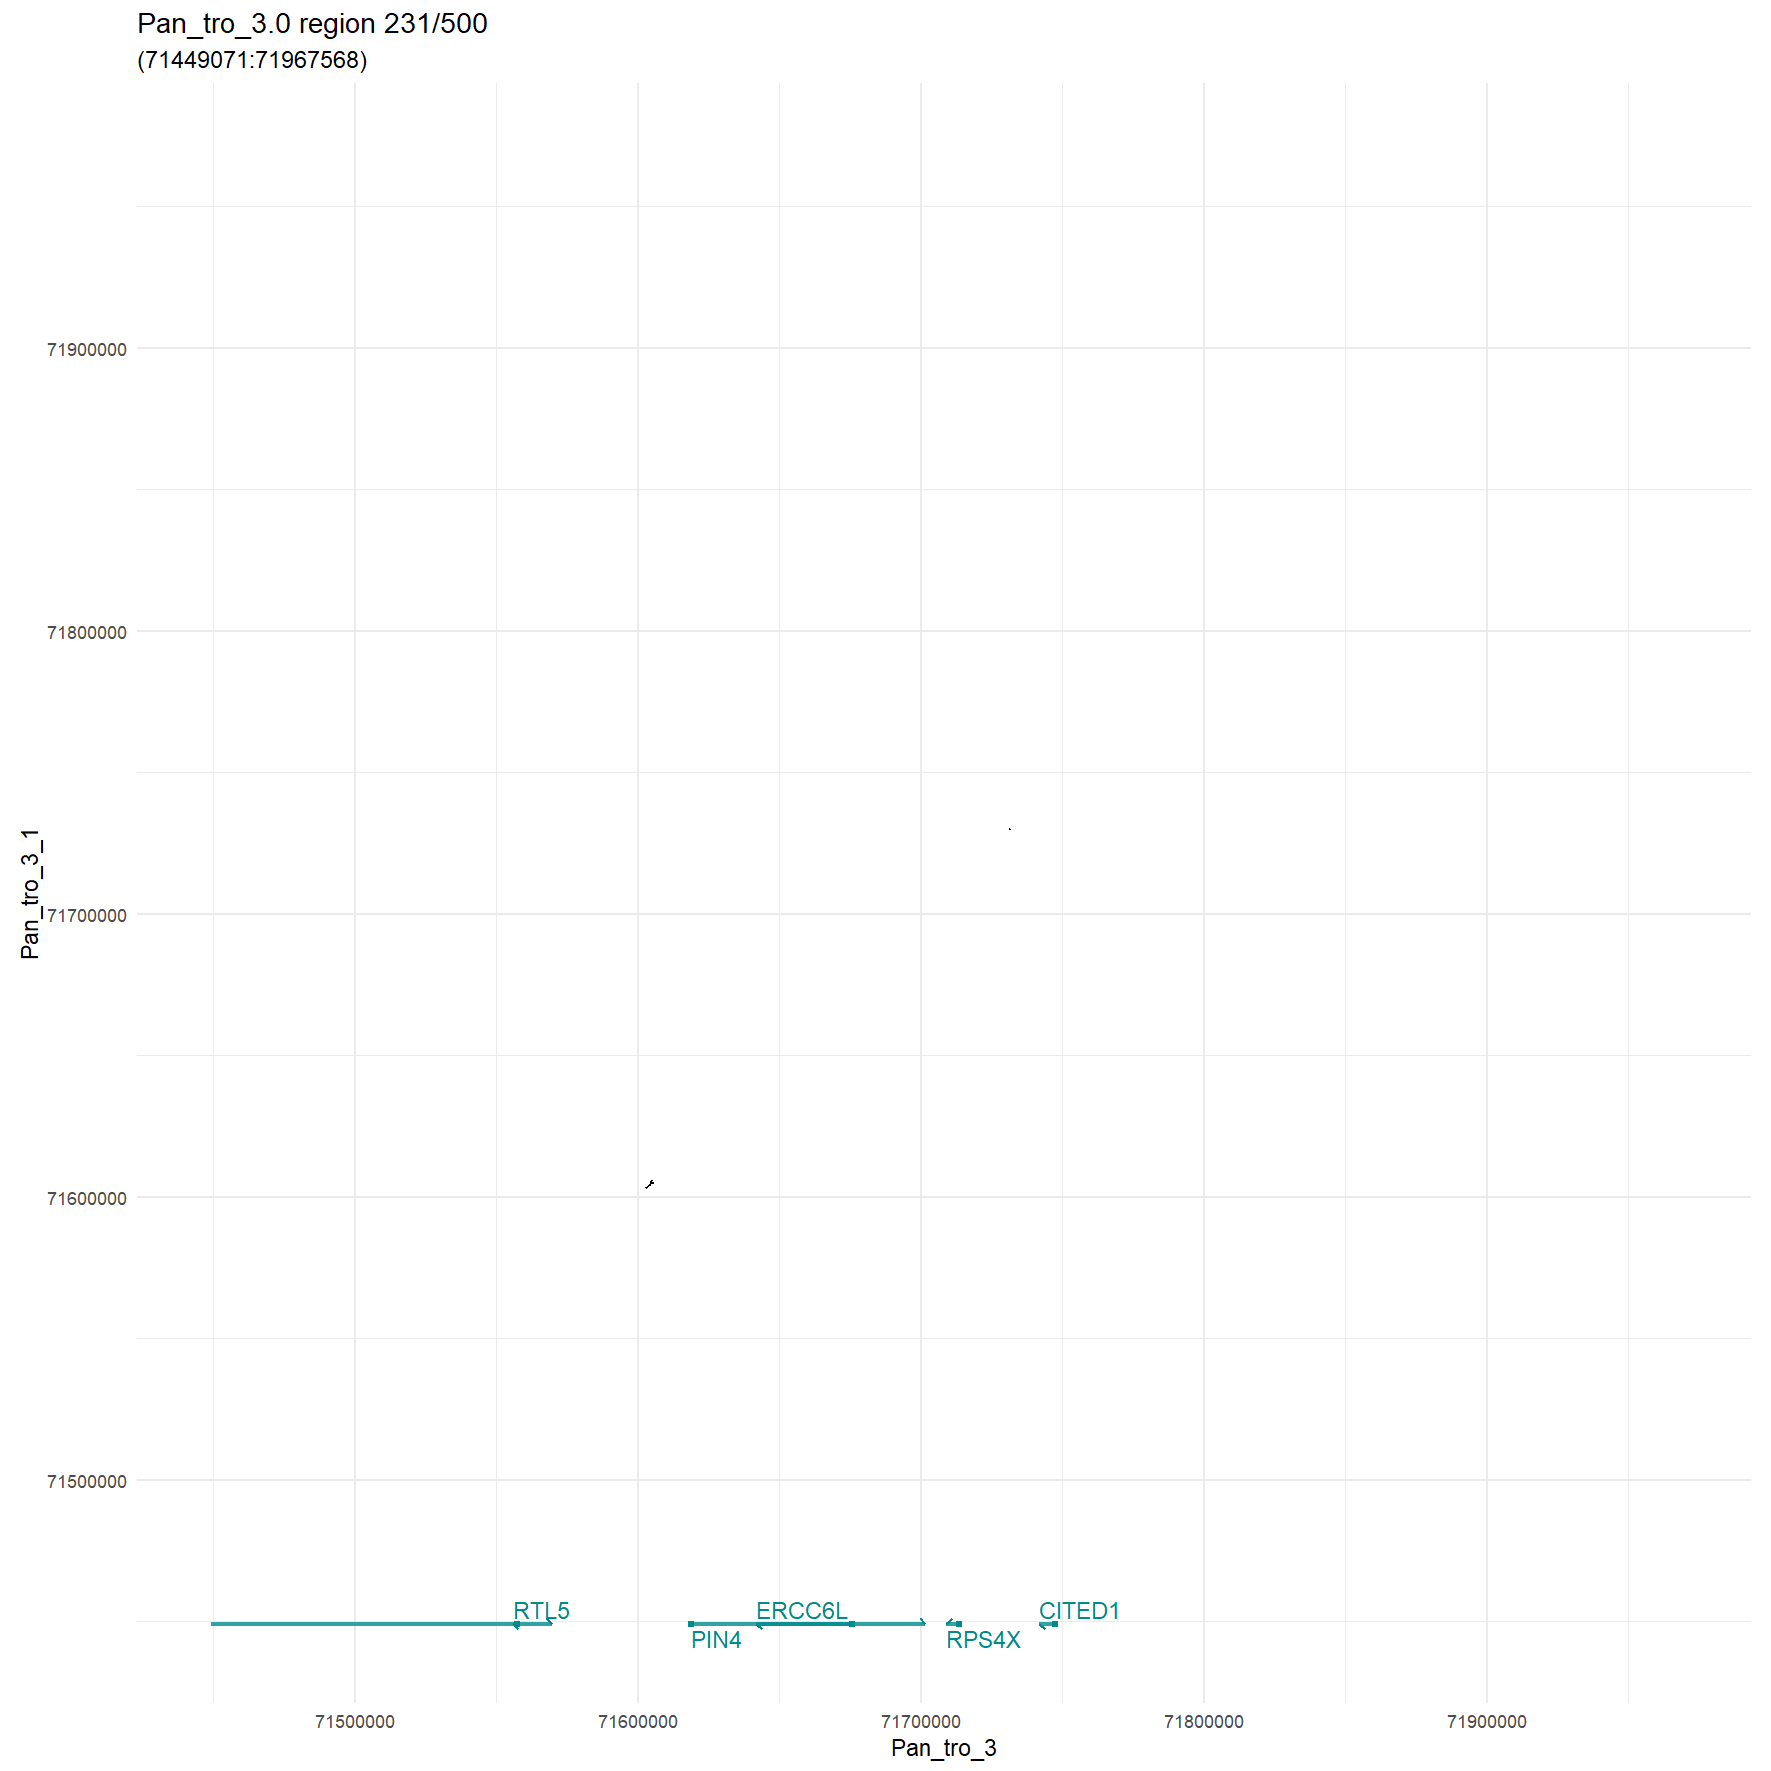 Pan_tro_3.0 region 231/500
(71449071:71967568)
Pan_tro_3_1
71900000
71800000
71700000
71600000
71500000
RTL5
ERCC6L
CITED1
PIN4
RPS4X
71500000
71600000
71700000
71800000
71900000
Pan_tro_3